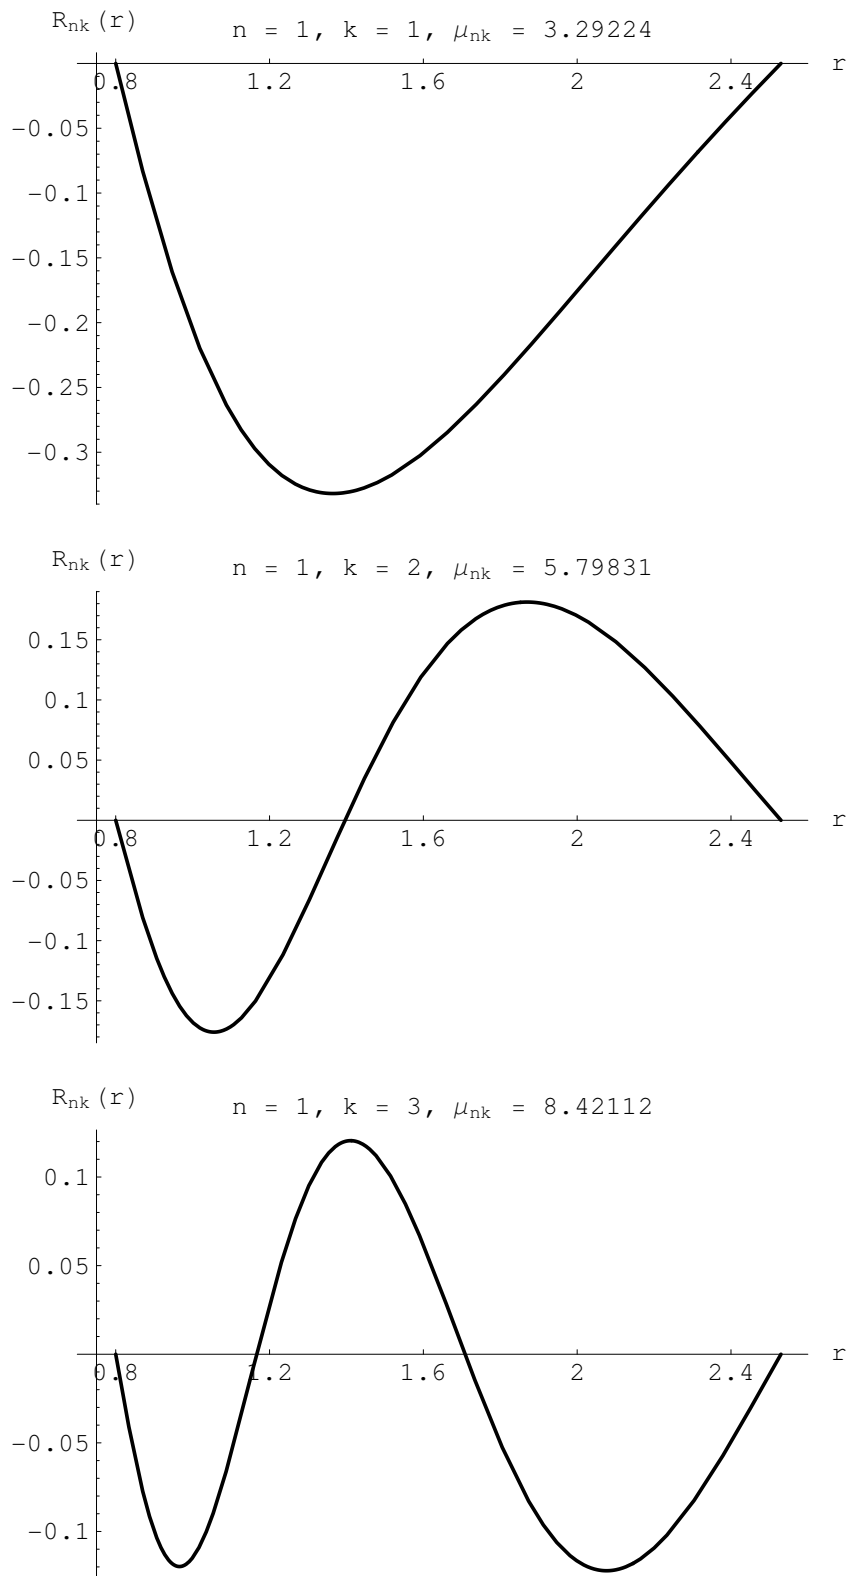 R_nk (r)
n = 1, k = 1, μ_nk = 3.29224
r
0.8 1.2 1.6 2 2.4
−0.05
−0.1
−0.15
−0.2
−0.25
−0.3
R_nk (r)
n = 1, k = 2, μ_nk = 5.79831
0.15
0.1
0.05
r
0.8 1.2 1.6 2 2.4
−0.05
−0.1
−0.15
R_nk (r)
n = 1, k = 3, μ_nk = 8.42112
0.1
0.05
r
0.8 1.2 1.6 2 2.4
−0.05
−0.1